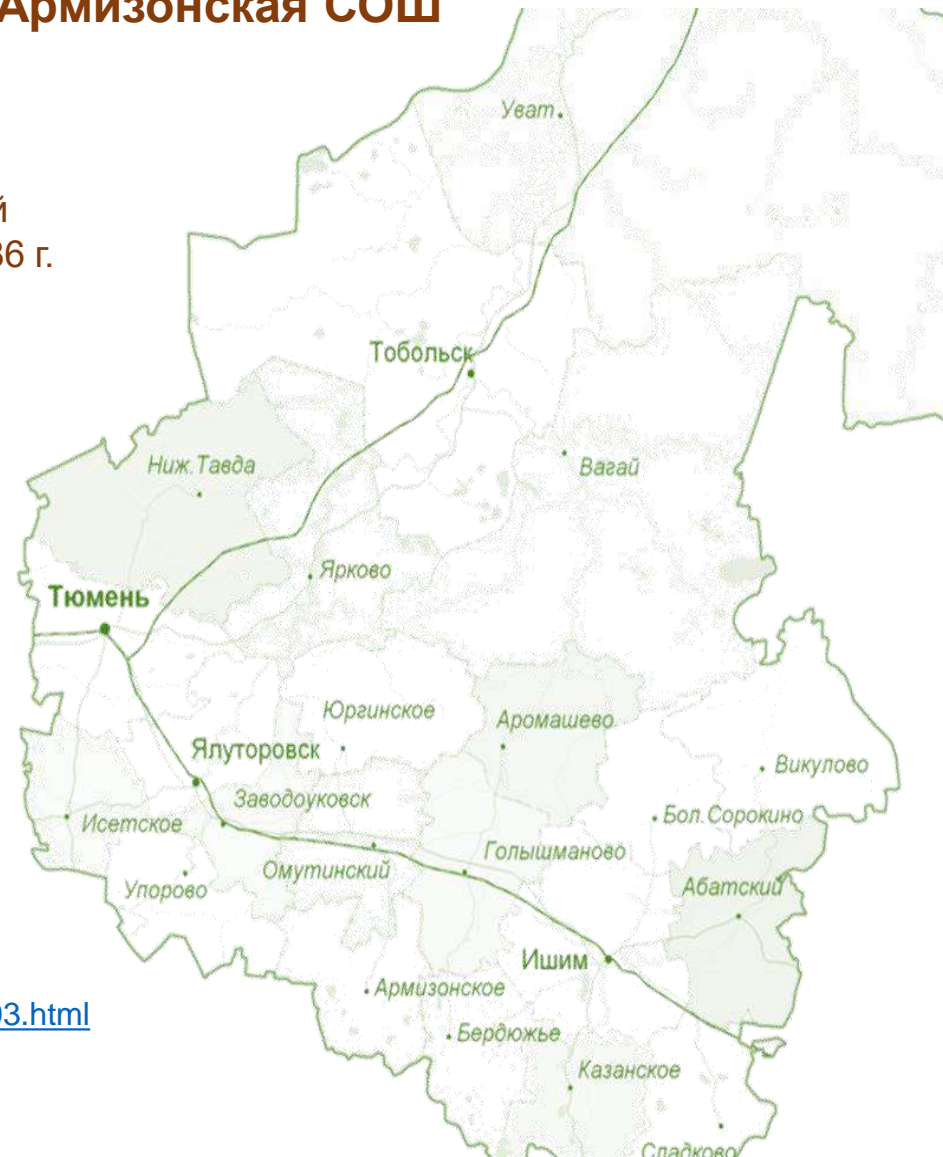 Армизонская СОШ
Уват
й
36 г.
Тобольск
Ниж.Тавда
Вагай
Ярково
Тюмень
Юргинское
Аромашево
Ялуторовск
Викулово
Заводоуковск
Бол.Сорокино
Исетское
Голышманово
Омутинский
Упорово
Абатский
Ишим
Армизонское
03.html
Бердюжье
Казанское
Сладково